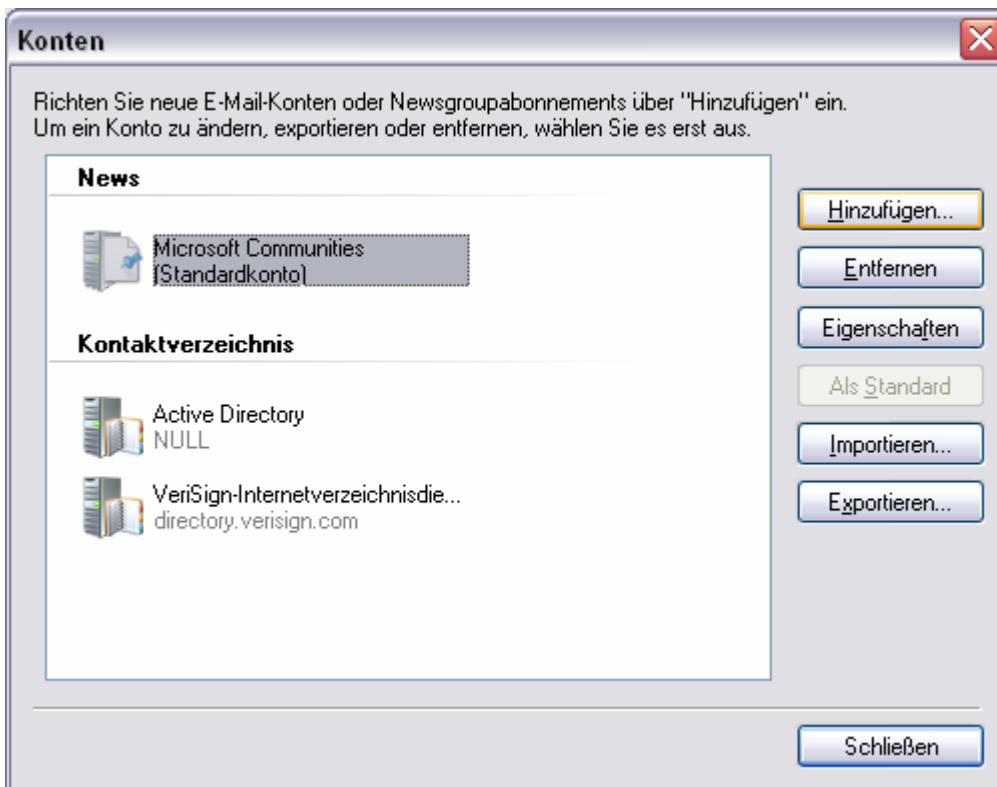 Konten
Richten Sie neue E-Mail-Konten oder Newsgroupabonnements über "Hinzufügen" ein.
Um ein Konto zu ändern, exportieren oder entfernen, wählen Sie es erst aus.
News
Microsoft Communities
(Standardkonto)
Kontaktverzeichnis
Active Directory
NULL
VeriSign-Internetverzeichnisdie...
directory.verisign.com
Hinzufügen...
Entfernen
Eigenschaften
Als Standard
Importieren...
Exportieren...
Schließen